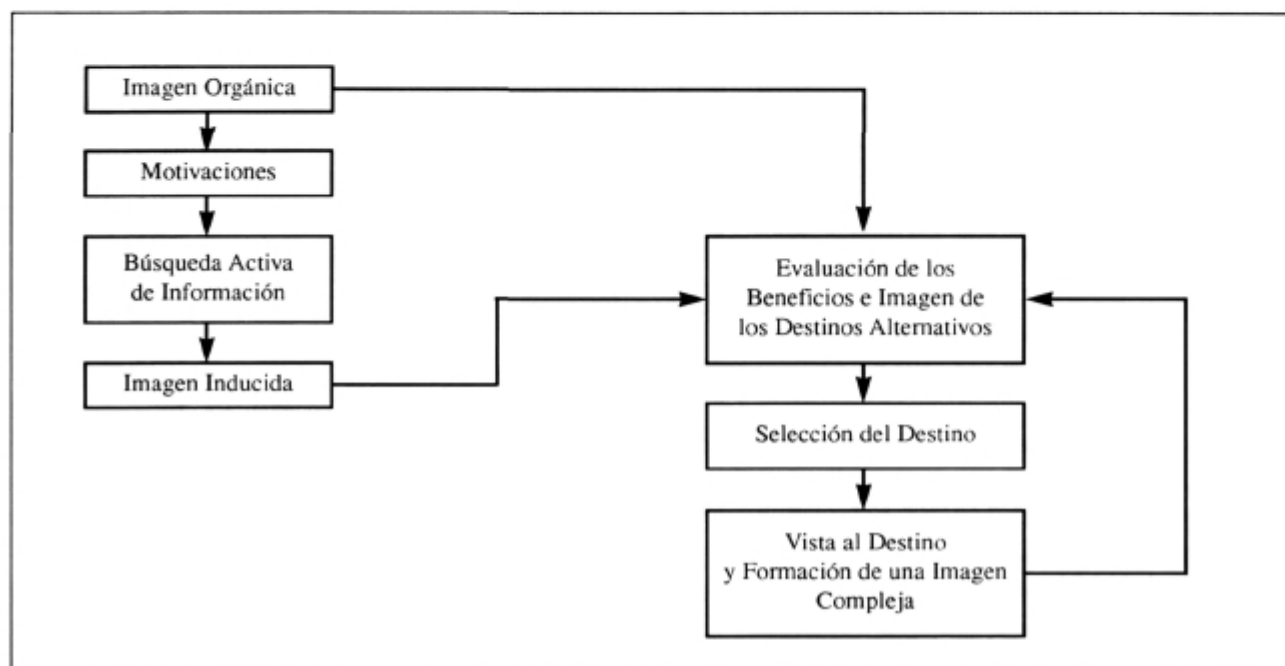 Imagen Orgánica
Motivaciones
Búsqueda Activa
de Información
Imagen Inducida
Evaluación de los
Beneficios e Imagen de
los Destinos Alternativos
Selección del Destino
Vista al Destino
y Formación de una Imagen
Compleja